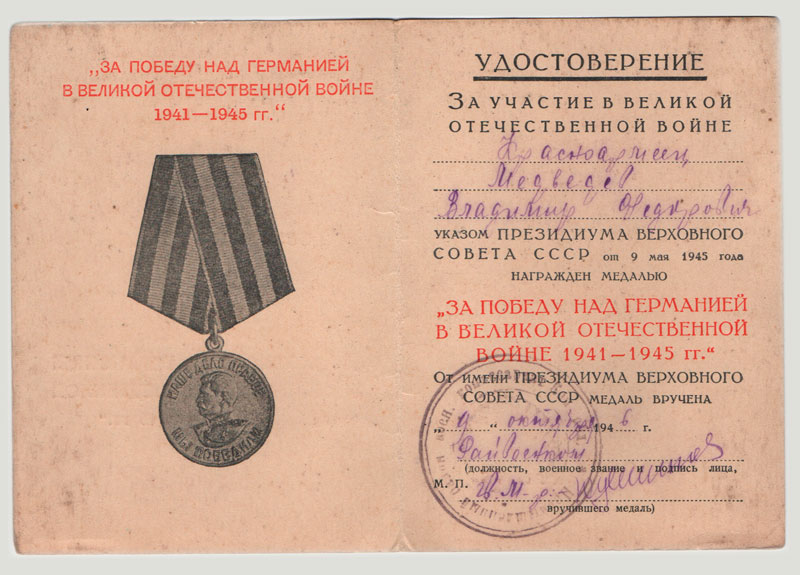 „ЗА ПОБЕДУ НАД ГЕРМАНИЕЙ
В ВЕЛИКОЙ ОТЕЧЕСТВЕННОЙ ВОЙНЕ
1941—1945 гг.“
НАШЕ ДЕЛО ПРАВОЕ
МЫ ПОБЕДИЛИ
УДОСТОВЕРЕНИЕ
ЗА УЧАСТИЕ В ВЕЛИКОЙ
ОТЕЧЕСТВЕННОЙ ВОЙНЕ
Красноармеец
Медведев
Владимир Федорович
УКАЗОМ ПРЕЗИДИУМА ВЕРХОВНОГО
СОВЕТА СССР от 9 мая 1945 года
НАГРАЖДЕН МЕДАЛЬЮ
„ЗА ПОБЕДУ НАД ГЕРМАНИЕЙ
В ВЕЛИКОЙ ОТЕЧЕСТВЕННОЙ
ВОЙНЕ 1941—1945 гг.“
ОТ ИМЕНИ ПРЕЗИДИУМА ВЕРХОВНОГО
СОВЕТА СССР МЕДАЛЬ ВРУЧЕНА
октября 1946 г.
Райвоенком
(должность, военное звание и подпись лица,
М. П.
вручившего медаль)